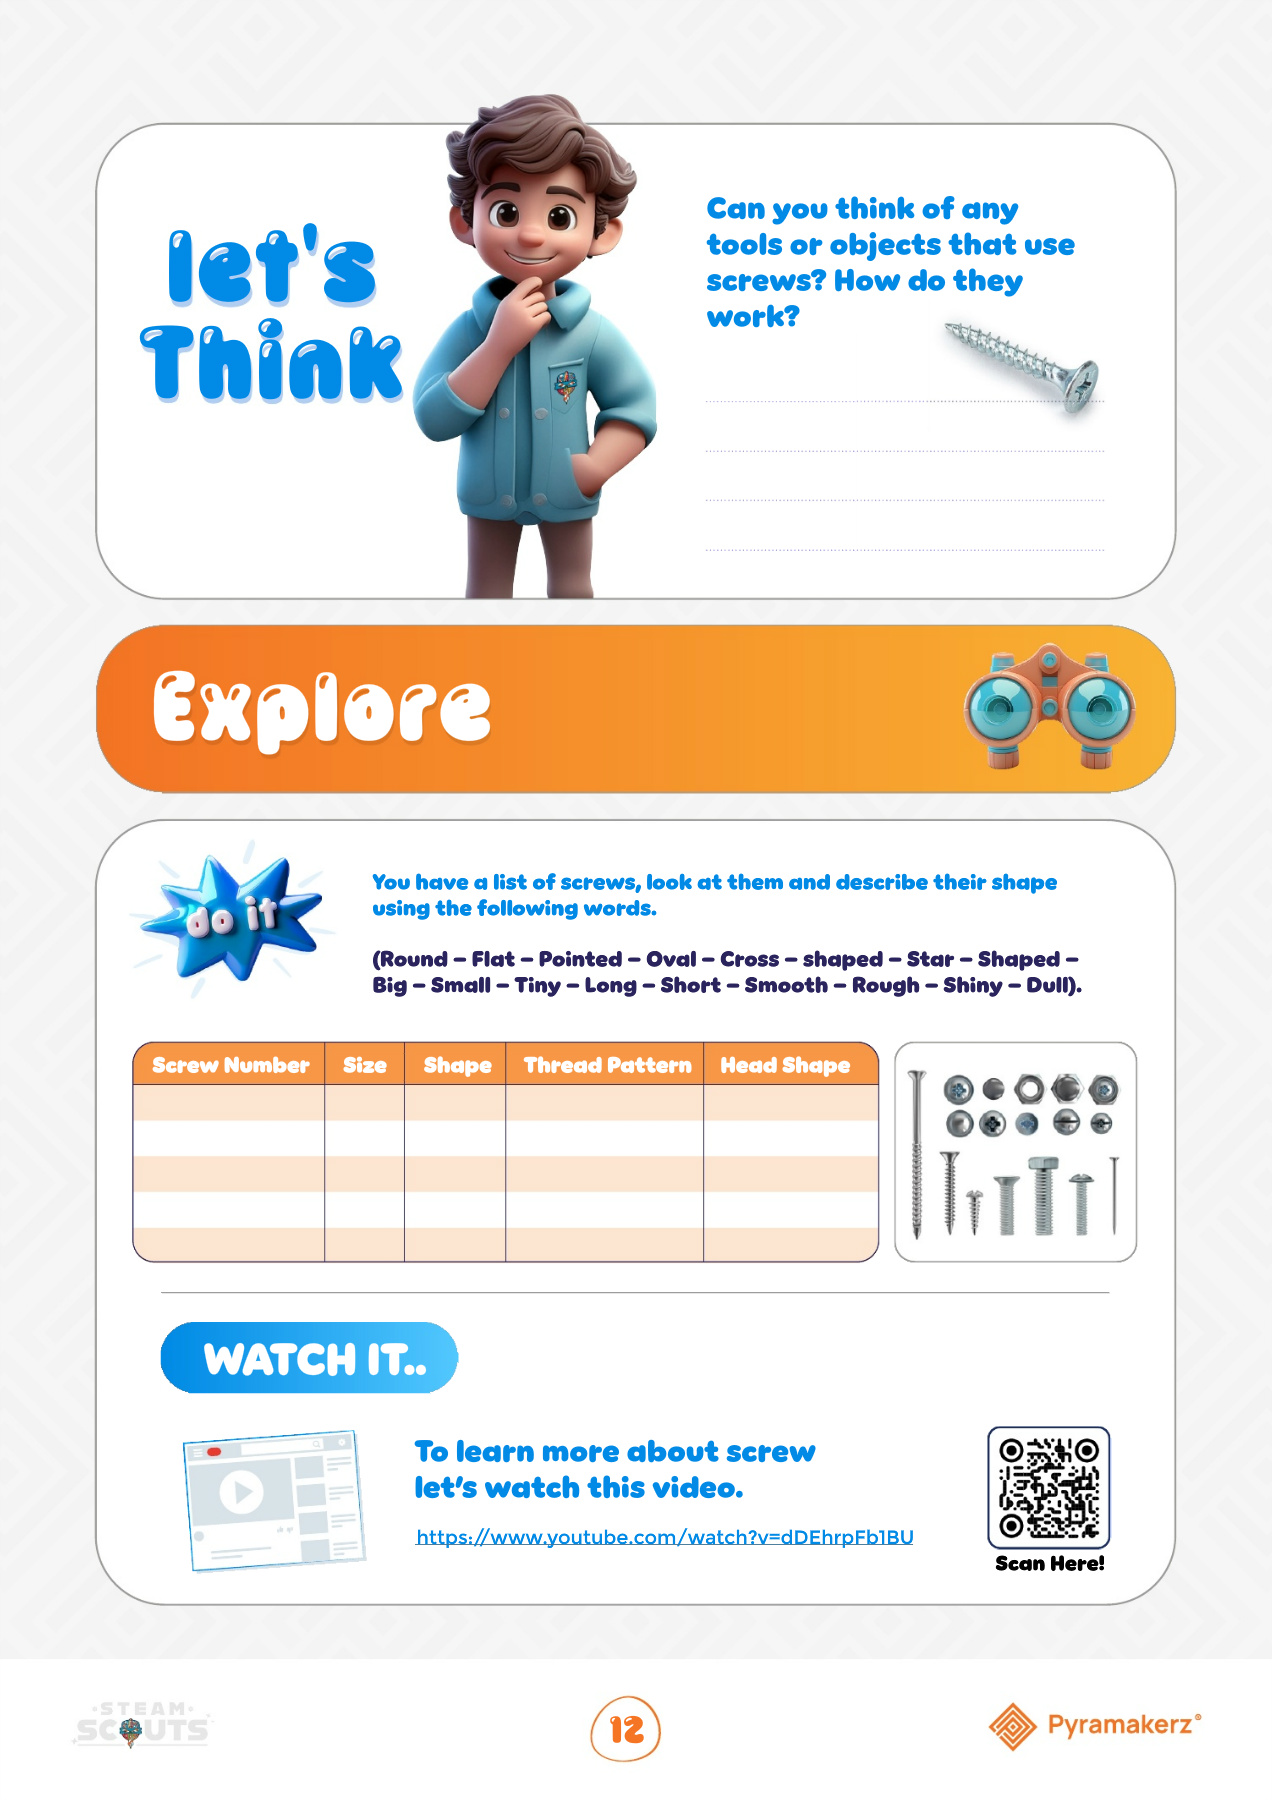 let's
Think
Can you think of any
tools or objects that use
screws? How do they
work?
Explore
do it
You have a list of screws, look at them and describe their shape
using the following words.
(Round – Flat – Pointed – Oval – Cross – shaped – Star – Shaped –
Big – Small – Tiny – Long – Short – Smooth – Rough – Shiny – Dull).
Screw Number Size Shape Thread Pattern Head Shape
WATCH IT..
To learn more about screw
let's watch this video.
https://www.youtube.com/watch?v=dDEhrpFb1BU
Scan Here!
STEAM
SCOUTS
12
Pyramakerz®